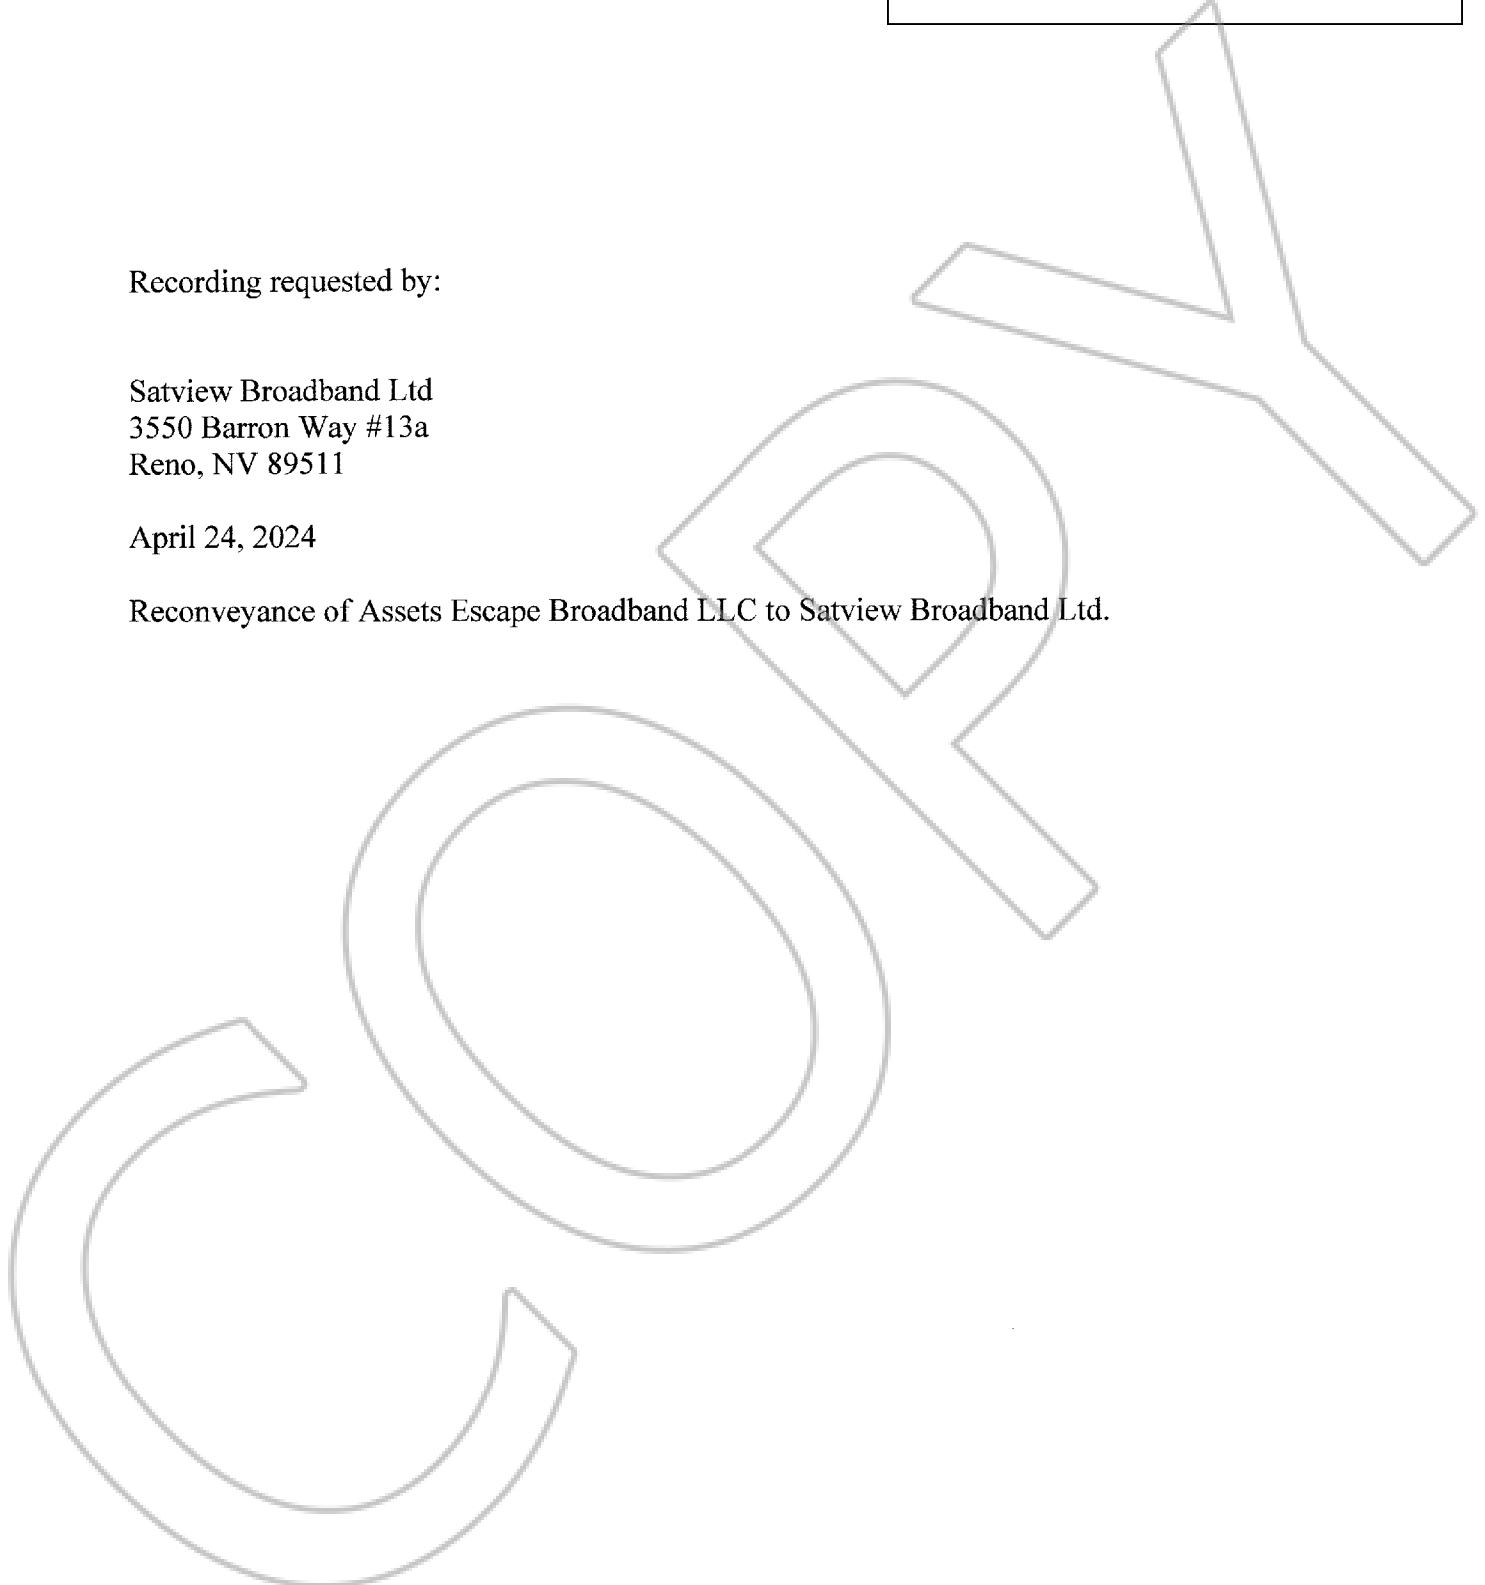 Recording requested by:
Satview Broadband Ltd
3550 Barron Way #13a
Reno, NV 89511
April 24, 2024
Reconveyance of Assets Escape Broadband LLC to Satview Broadband Ltd.
COPY